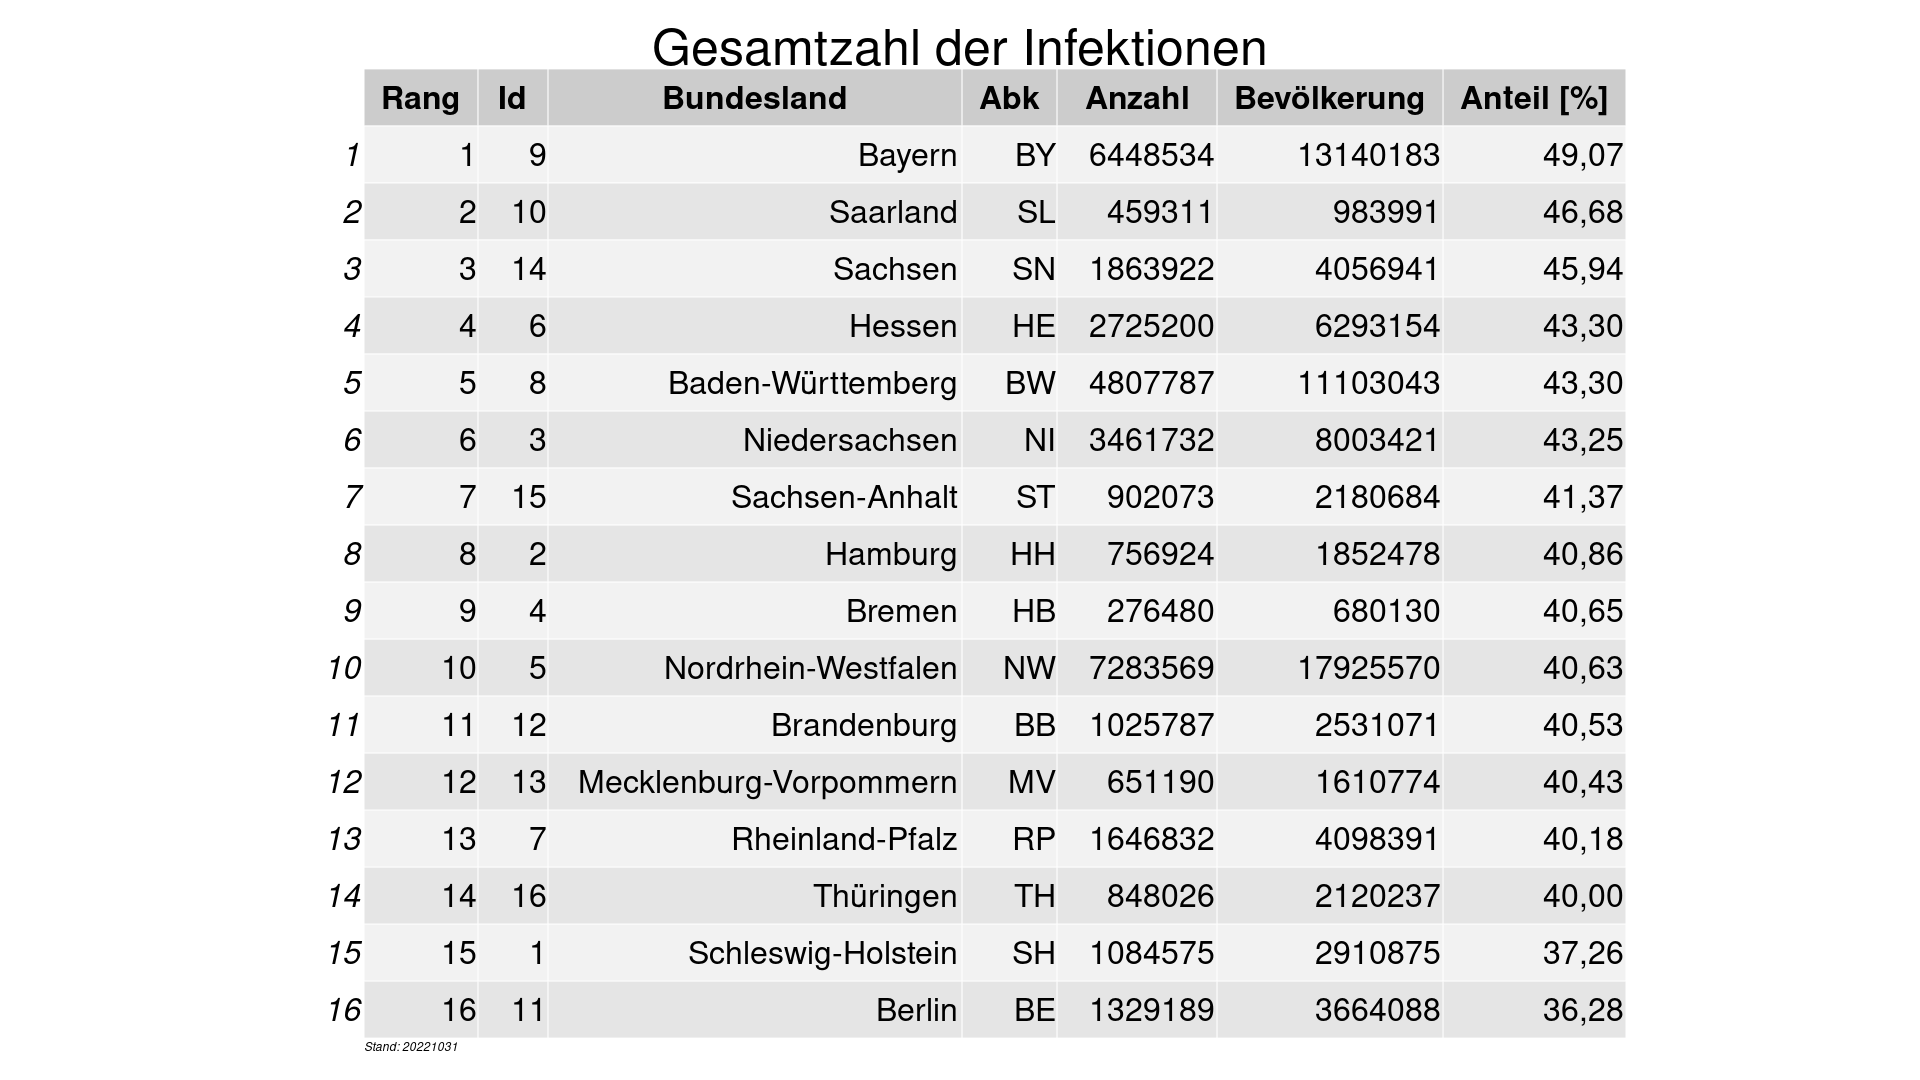 Gesamtzahl der Infektionen
Rang Id Bundesland Abk Anzahl Bevölkerung Anteil [%]
1 1 9 Bayern BY 6448534 13140183 49,07
2 2 10 Saarland SL 459311 983991 46,68
3 3 14 Sachsen SN 1863922 4056941 45,94
4 4 6 Hessen HE 2725200 6293154 43,30
5 5 8 Baden-Württemberg BW 4807787 11103043 43,30
6 6 3 Niedersachsen NI 3461732 8003421 43,25
7 7 15 Sachsen-Anhalt ST 902073 2180684 41,37
8 8 2 Hamburg HH 756924 1852478 40,86
9 9 4 Bremen HB 276480 680130 40,65
10 10 5 Nordrhein-Westfalen NW 7283569 17925570 40,63
11 11 12 Brandenburg BB 1025787 2531071 40,53
12 12 13 Mecklenburg-Vorpommern MV 651190 1610774 40,43
13 13 7 Rheinland-Pfalz RP 1646832 4098391 40,18
14 14 16 Thüringen TH 848026 2120237 40,00
15 15 1 Schleswig-Holstein SH 1084575 2910875 37,26
16 16 11 Berlin BE 1329189 3664088 36,28
Stand: 20221031